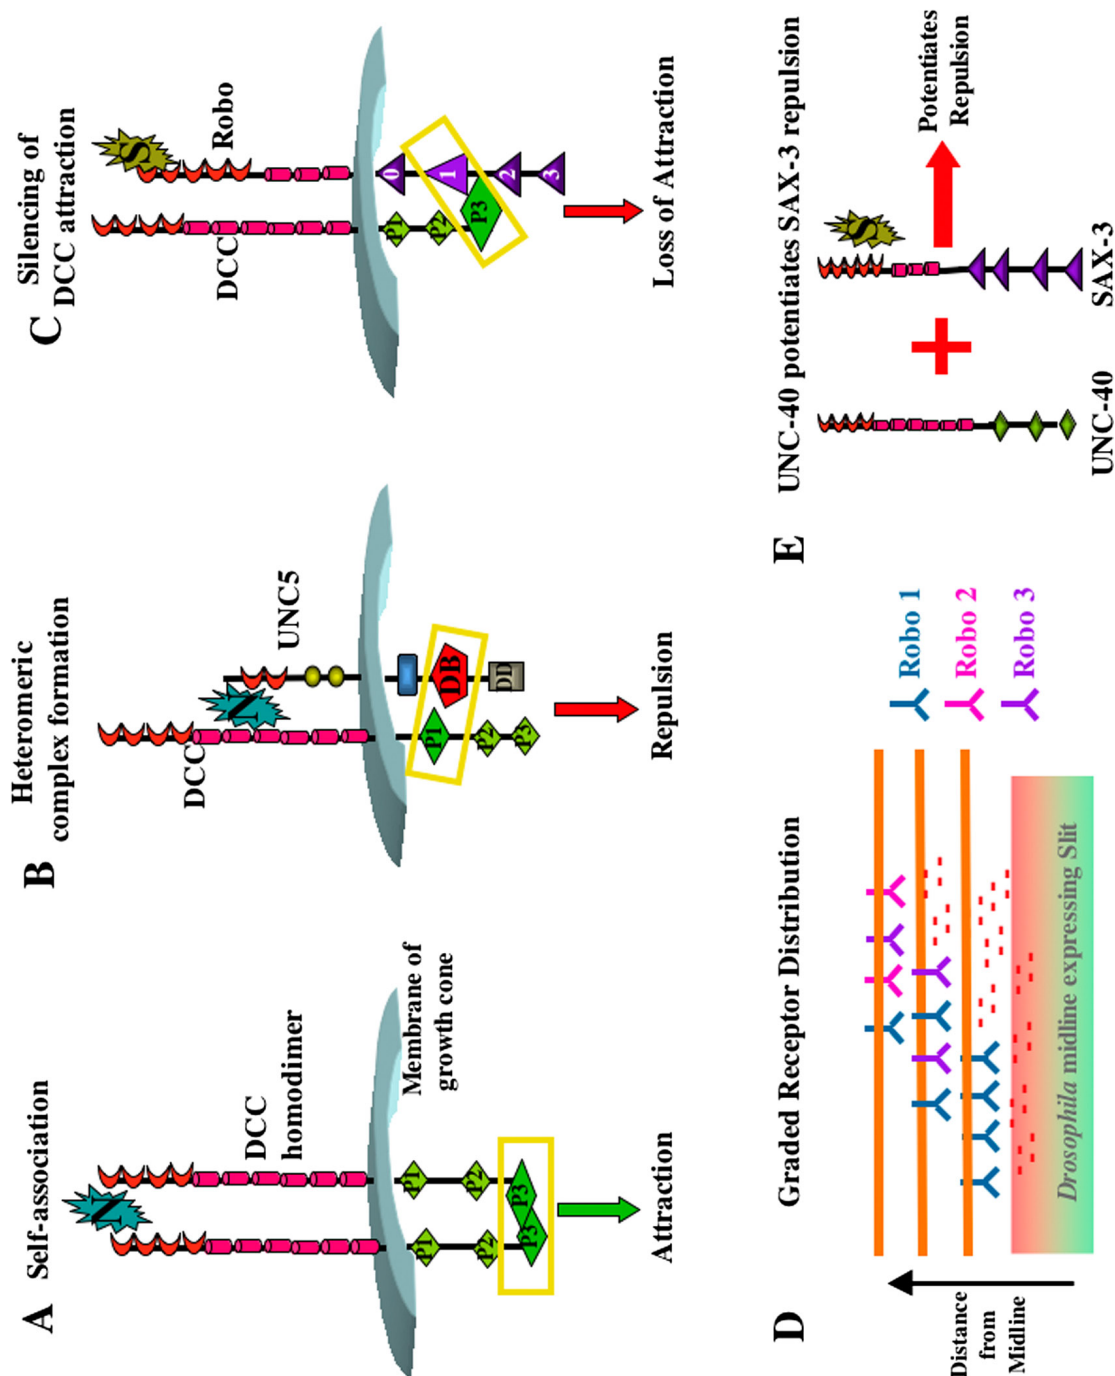 A
Self-association
N
DCC
homodimer
Membrane of
growth cone
P1
P1
P2
P2
P3
P3
Attraction
B
Heteromeric
complex formation
DCC
N
UNC5
P1
DB
P2
P3
DD
Repulsion
C
Silencing of
DCC attraction
S
DCC
Robo
P1
P2
P3
0
1
2
3
Loss of Attraction
D
Graded Receptor Distribution
Distance
from
Midline
Drosophila midline expressing Slit
Robo 1
Robo 2
Robo 3
E
UNC-40 potentiates SAX-3 repulsion
S
Potentiates
Repulsion
UNC-40
SAX-3